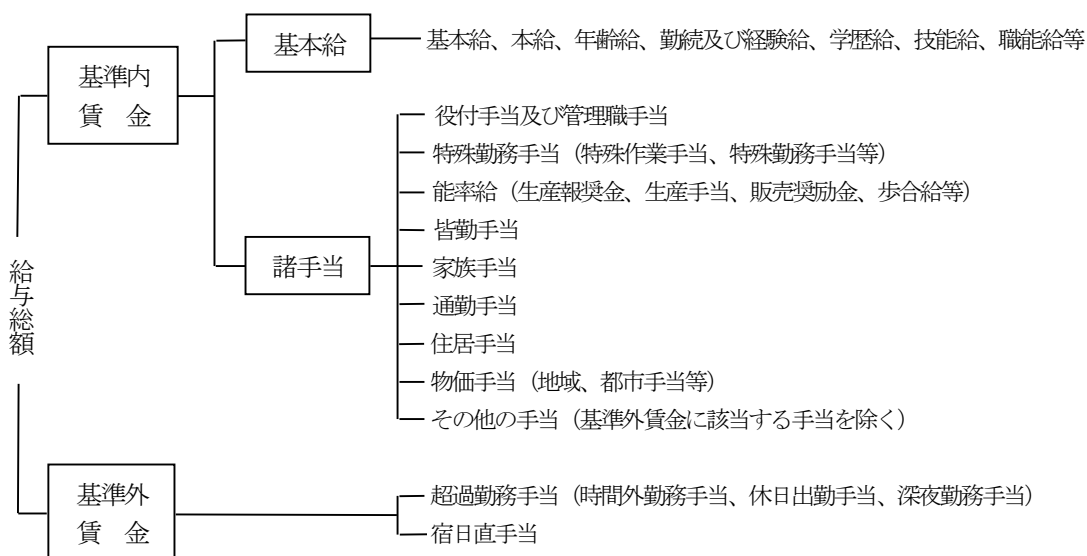 基本給
基本給、本給、年齢給、勤続及び経験給、学歴給、技能給、職能給等
基準内
賃　金
役付手当及び管理職手当
特殊勤務手当（特殊作業手当、特殊勤務手当等）
能率給（生産報奨金、生産手当、販売奨励金、歩合給等）
皆勤手当
諸手当
家族手当
通勤手当
住居手当
物価手当（地域、都市手当等）
その他の手当（基準外賃金に該当する手当を除く）
給与総額
基準外
賃　金
超過勤務手当（時間外勤務手当、休日出勤手当、深夜勤務手当）
宿日直手当